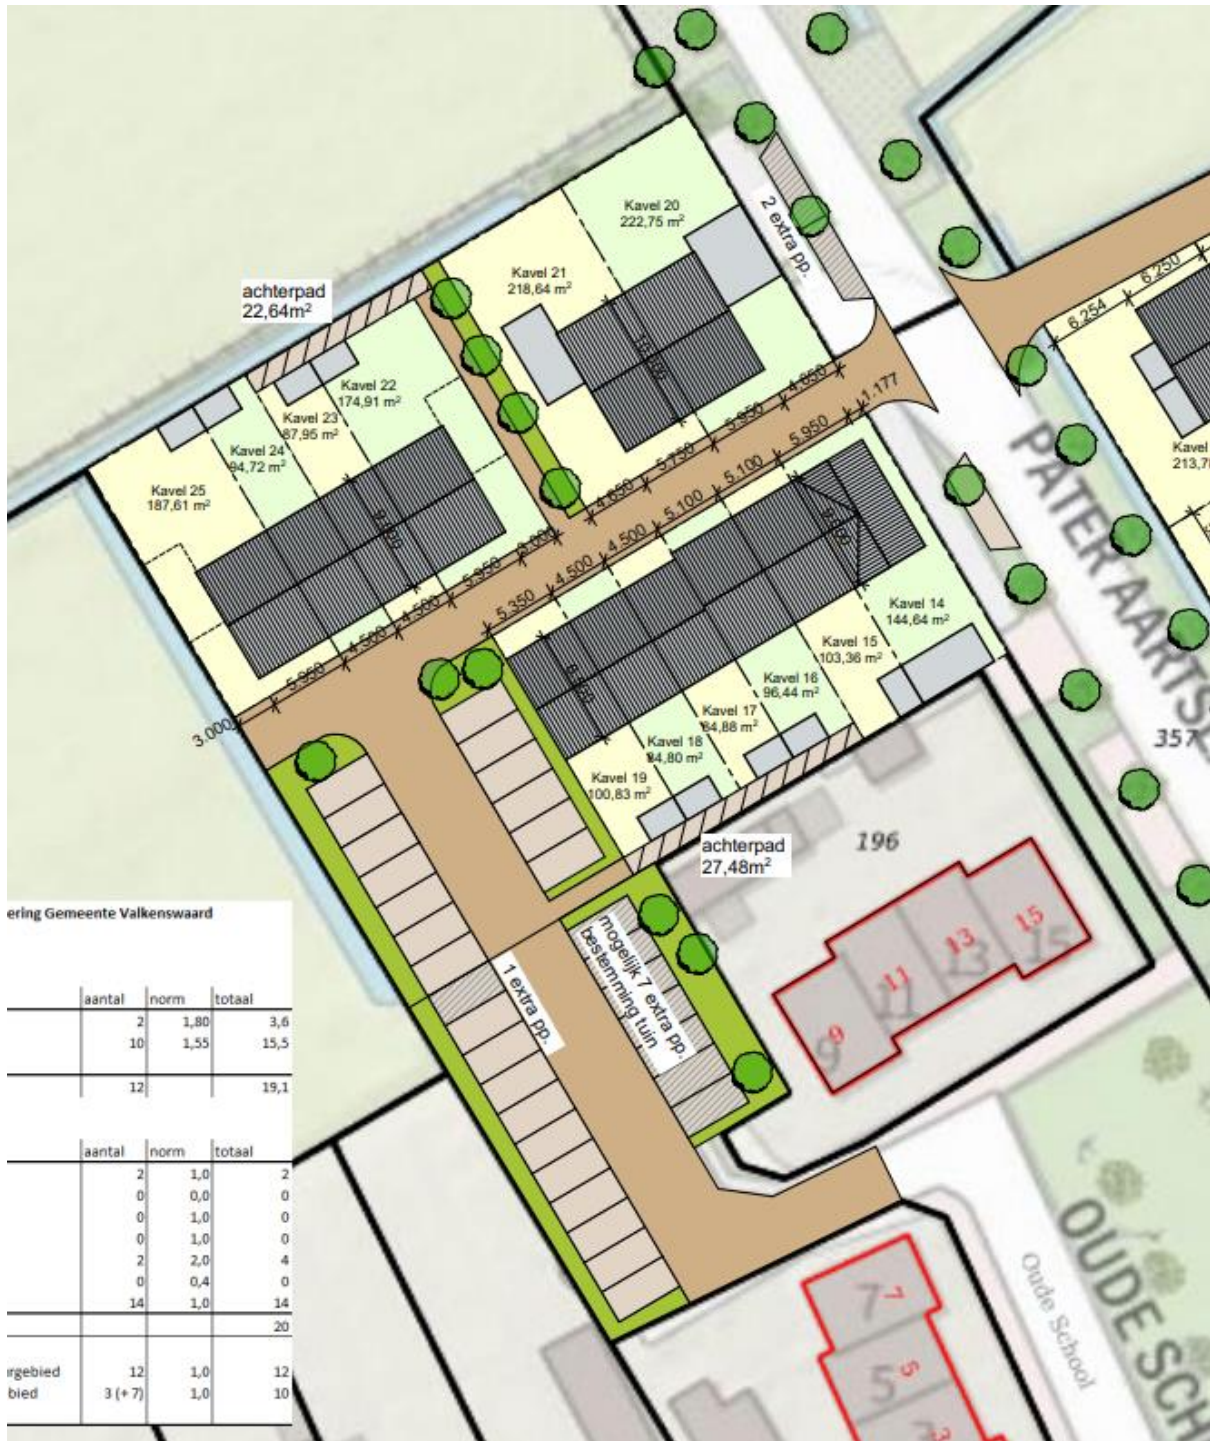 Kavel 20
222,75 m²
2 extra pp.
Kavel 21
218,64 m²
achterpad
22,64m²
Kavel 22
174,91 m²
Kavel 23
87,95 m²
Kavel 24
94,72 m²
Kavel 25
187,61 m²
6.254
6.250
Kavel
4.850
5.750
5.950
4.050
1.177
5.950
5.100
5.100
4.500
4.500
5.350
5.950
4.500
4.500
5.950
3.000
PATER AARTS
357
Kavel 14
144,64 m²
Kavel 15
103,36 m²
Kavel 16
96,44 m²
Kavel 17
84,88 m²
Kavel 18
84,80 m²
Kavel 19
100,83 m²
achterpad
27,48m²
196
15
13
11
9
15
13
11
9
mogelijk 7 extra pp.
bestemming tuin
1 extra pp.
ering Gemeente Valkenswaard
aantal norm totaal
2 1,80 3,6
10 1,55 15,5
12 19,1
aantal norm totaal
2 1,0 2
0 0,0 0
0 1,0 0
0 1,0 0
2 2,0 4
0 0,4 0
14 1,0 14
20
rgebied 12 1,0 12
bied 3 (+ 7) 1,0 10
7
7
5
5
3
Oude School
OUDE SCH